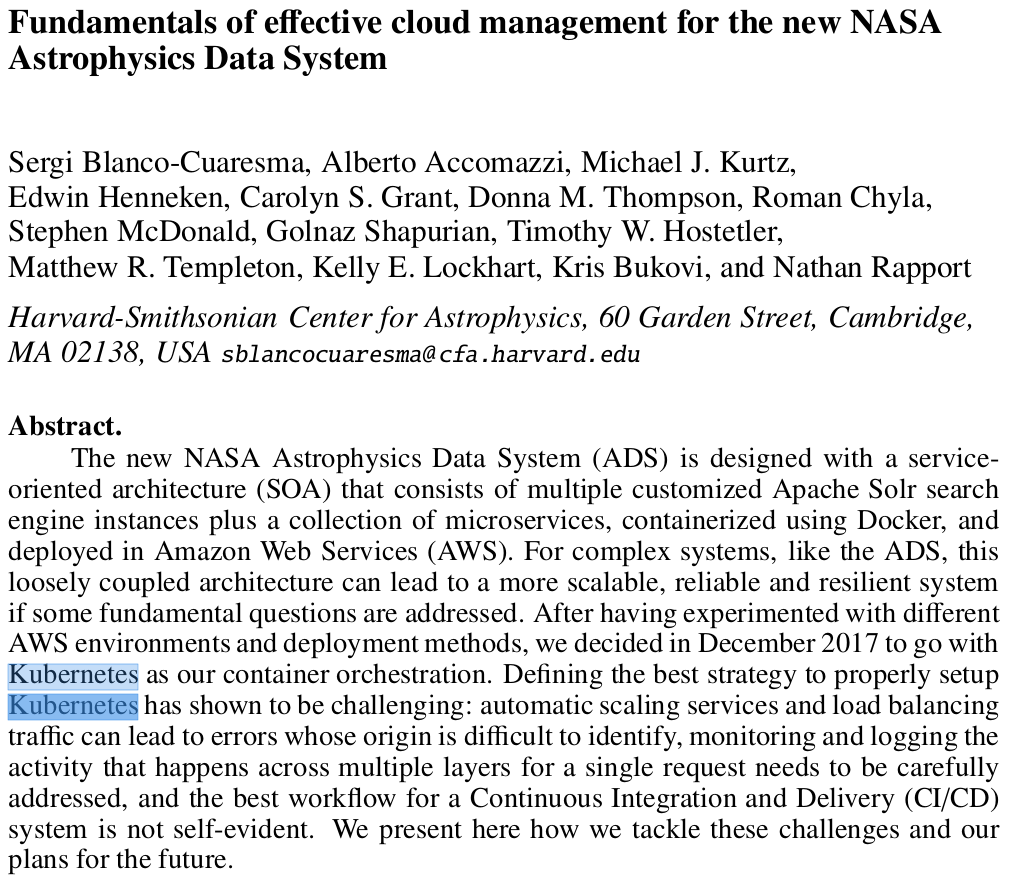 Fundamentals of effective cloud management for the new NASA
Astrophysics Data System
Sergi Blanco-Cuaresma, Alberto Accomazzi, Michael J. Kurtz,
Edwin Henneken, Carolyn S. Grant, Donna M. Thompson, Roman Chyla,
Stephen McDonald, Golnaz Shapurian, Timothy W. Hostetler,
Matthew R. Templeton, Kelly E. Lockhart, Kris Bukovi, and Nathan Rapport
Harvard-Smithsonian Center for Astrophysics, 60 Garden Street, Cambridge,
MA 02138, USA sblancocuaresma@cfa.harvard.edu
Abstract.
The new NASA Astrophysics Data System (ADS) is designed with a service-
oriented architecture (SOA) that consists of multiple customized Apache Solr search
engine instances plus a collection of microservices, containerized using Docker, and
deployed in Amazon Web Services (AWS). For complex systems, like the ADS, this
loosely coupled architecture can lead to a more scalable, reliable and resilient system
if some fundamental questions are addressed. After having experimented with different
AWS environments and deployment methods, we decided in December 2017 to go with
Kubernetes as our container orchestration. Defining the best strategy to properly setup
Kubernetes has shown to be challenging: automatic scaling services and load balancing
traffic can lead to errors whose origin is difficult to identify, monitoring and logging the
activity that happens across multiple layers for a single request needs to be carefully
addressed, and the best workflow for a Continuous Integration and Delivery (CI/CD)
system is not self-evident. We present here how we tackle these challenges and our
plans for the future.